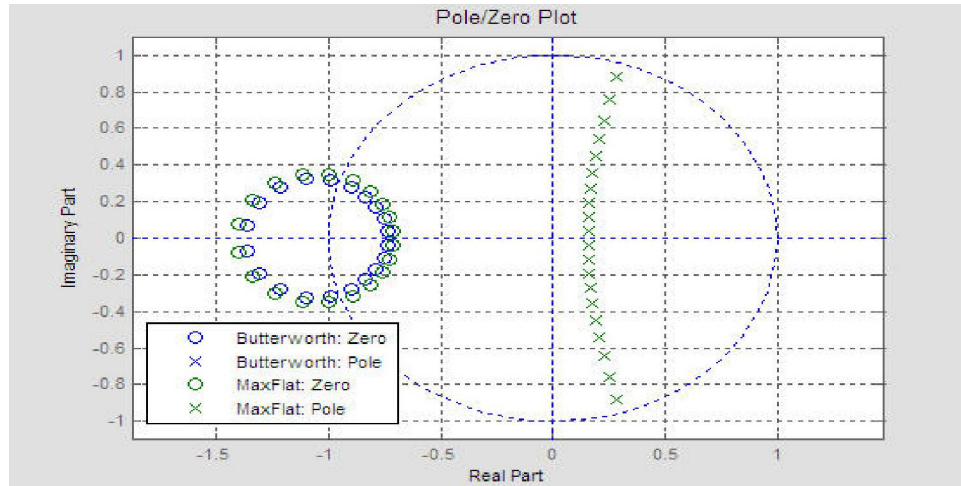 Pole/Zero Plot
Imaginary Part
1
0.8
0.6
0.4
0.2
0
-0.2
-0.4
-0.6
-0.8
-1
Butterworth: Zero
Butterworth: Pole
MaxFlat: Zero
MaxFlat: Pole
-1.5 -1 -0.5 0 0.5 1
Real Part